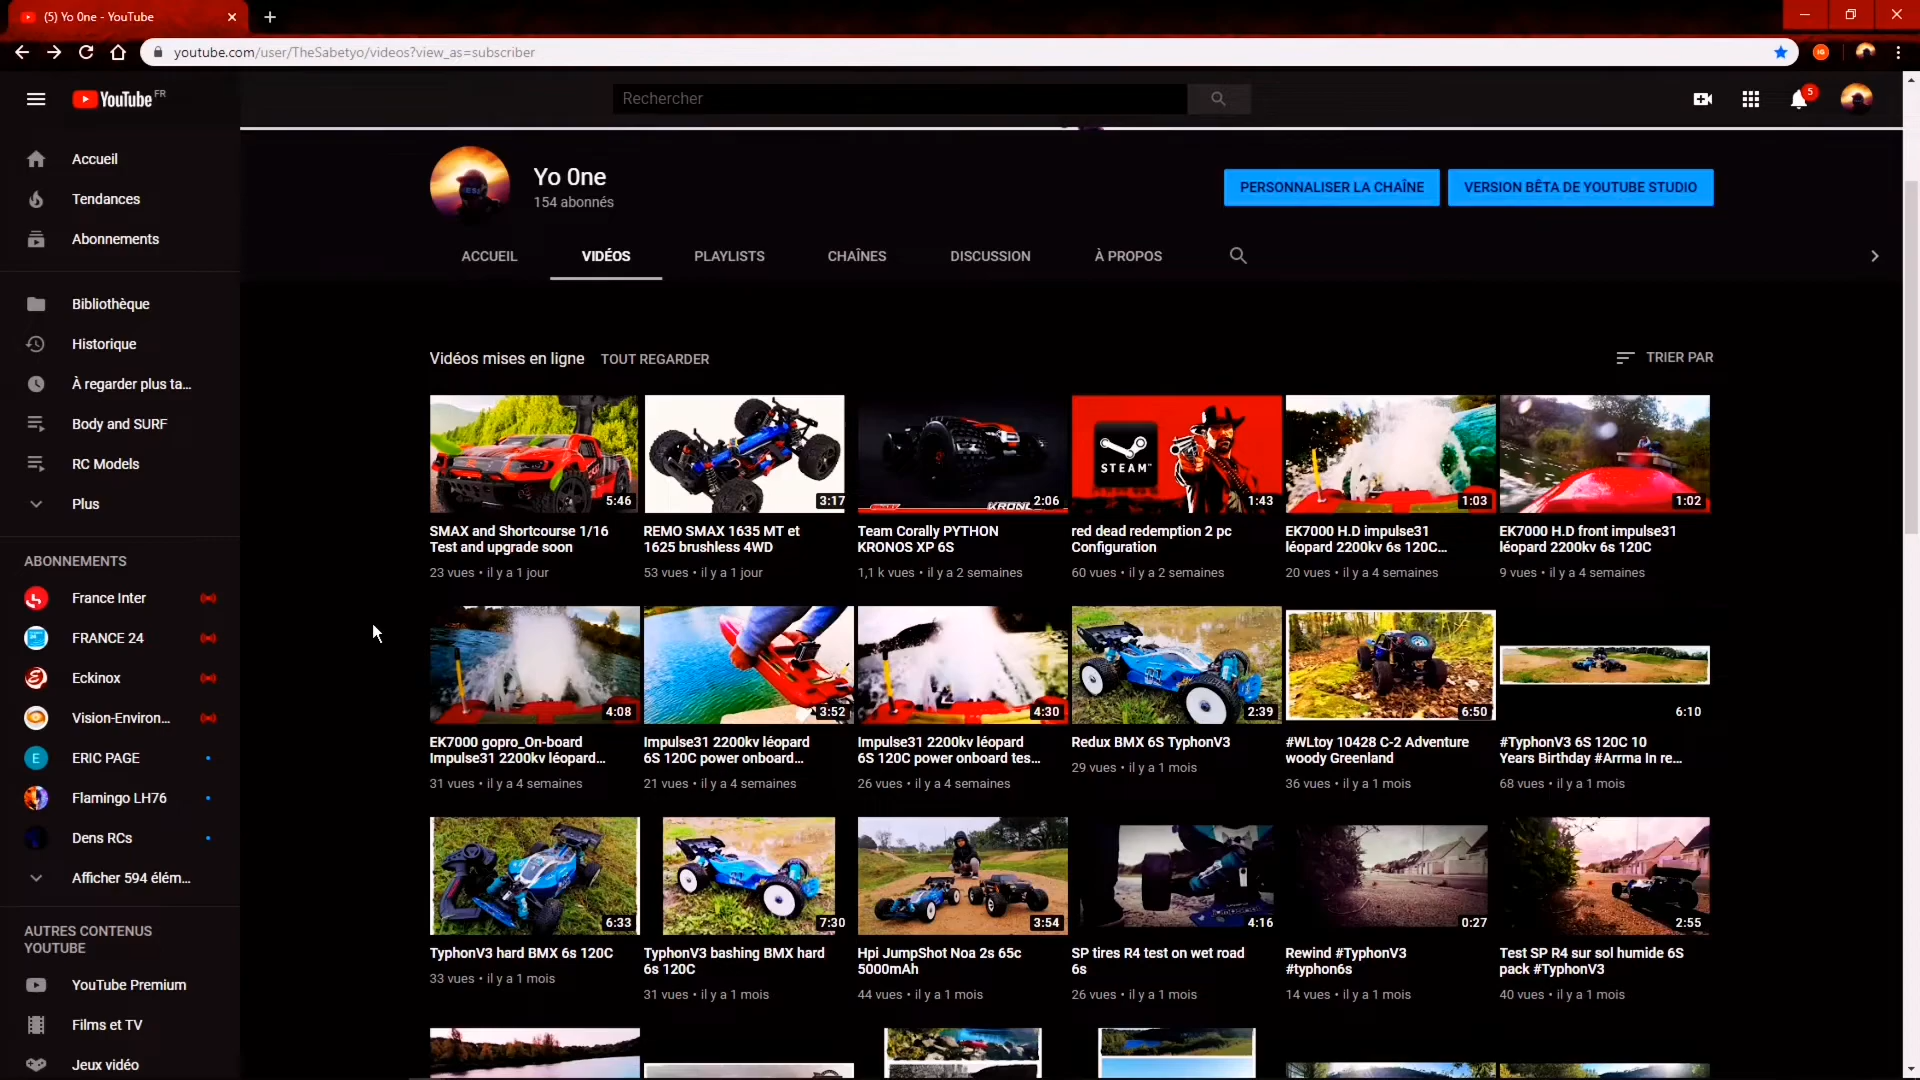 (5) Yo 0ne - YouTube
youtube.com/user/TheSabetyo/videos?view_as=subscriber
YouTube FR
Rechercher
5
Accueil
Tendances
Abonnements
Bibliothèque
Historique
À regarder plus ta...
Body and SURF
RC Models
Plus
ABONNEMENTS
France Inter
FRANCE 24
Eckinox
Vision-Environ...
E ERIC PAGE
Flamingo LH76
Dens RCs
Afficher 594 élém...
AUTRES CONTENUS
YOUTUBE
YouTube Premium
Films et TV
Jeux vidéo
Yo 0ne
154 abonnés
PERSONNALISER LA CHAÎNE
VERSION BÊTA DE YOUTUBE STUDIO
ACCUEIL VIDÉOS PLAYLISTS CHAÎNES DISCUSSION À PROPOS
Vidéos mises en ligne TOUT REGARDER
TRIER PAR
5:46
SMAX and Shortcourse 1/16
Test and upgrade soon
23 vues • il y a 1 jour
3:17
REMO SMAX 1635 MT et
1625 brushless 4WD
53 vues • il y a 1 jour
2:06
Team Corally PYTHON
KRONOS XP 6S
1,1 k vues • il y a 2 semaines
STEAM
1:43
red dead redemption 2 pc
Configuration
60 vues • il y a 2 semaines
1:03
EK7000 H.D impulse31
léopard 2200kv 6s 120C...
20 vues • il y a 4 semaines
1:02
EK7000 H.D front impulse31
léopard 2200kv 6s 120C
9 vues • il y a 4 semaines
4:08
EK7000 gopro_On-board
Impulse31 2200kv léopard...
31 vues • il y a 4 semaines
3:52
Impulse31 2200kv léopard
6S 120C power onboard...
21 vues • il y a 4 semaines
4:30
Impulse31 2200kv léopard
6S 120C power onboard tes...
26 vues • il y a 4 semaines
2:39
Redux BMX 6S TyphonV3
29 vues • il y a 1 mois
6:50
#WLtoy 10428 C-2 Adventure
woody Greenland
36 vues • il y a 1 mois
6:10
#TyphonV3 6S 120C 10
Years Birthday #Arrma In re...
68 vues • il y a 1 mois
6:33
TyphonV3 hard BMX 6s 120C
33 vues • il y a 1 mois
7:30
TyphonV3 bashing BMX hard
6s 120C
31 vues • il y a 1 mois
3:54
Hpi JumpShot Noa 2s 65c
5000mAh
44 vues • il y a 1 mois
4:16
SP tires R4 test on wet road
6s
26 vues • il y a 1 mois
0:27
Rewind #TyphonV3
#typhon6s
14 vues • il y a 1 mois
2:55
Test SP R4 sur sol humide 6S
pack #TyphonV3
40 vues • il y a 1 mois